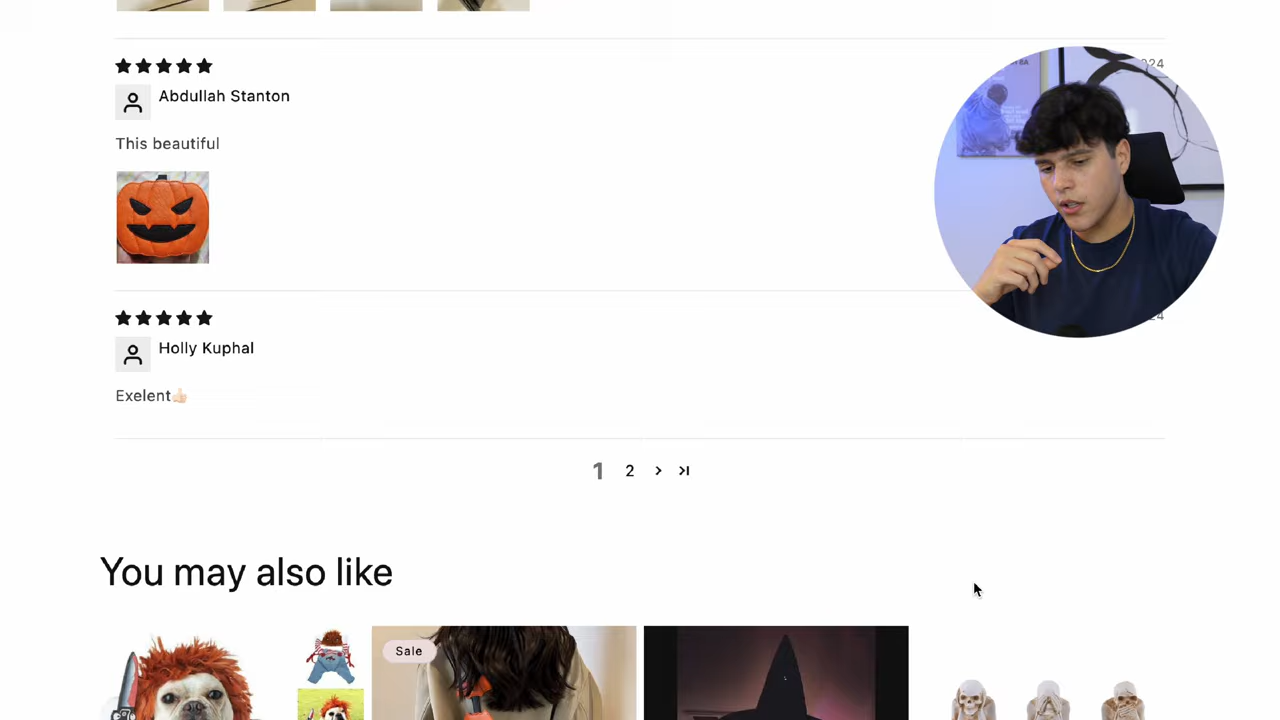 Abdullah Stanton
This beautiful
Holly Kuphal
Exelent👍🏻
1 2
You may also like
Sale